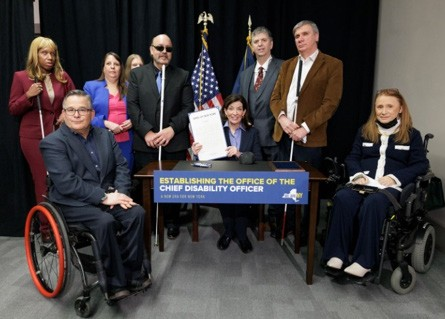 ESTABLISHING THE OFFICE OF THE
CHIEF DISABILITY OFFICER
A NEW ERA FOR NEW YORK